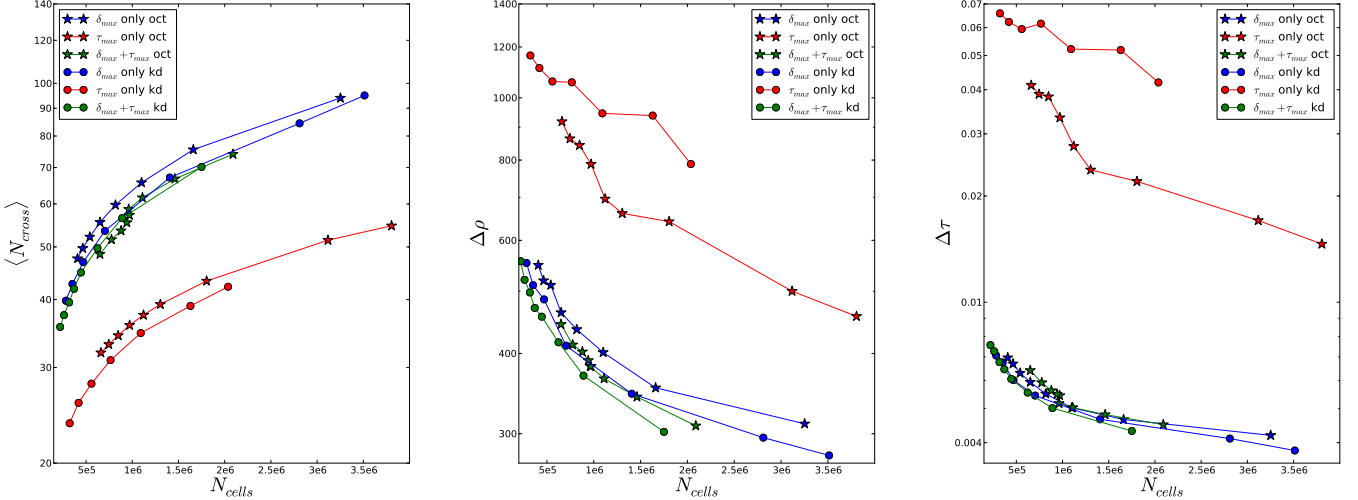 140
120
100
90
80
70
60
50
40
30
20
⟨N_cross⟩
δ_max only oct
τ_max only oct
δ_max+τ_max oct
δ_max only kd
τ_max only kd
δ_max+τ_max kd
5e5 1e6 1.5e6 2e6 2.5e6 3e6 3.5e6
N_cells
1400
1200
1000
800
600
400
300
Δρ
δ_max only oct
τ_max only oct
δ_max+τ_max oct
δ_max only kd
τ_max only kd
δ_max+τ_max kd
5e5 1e6 1.5e6 2e6 2.5e6 3e6 3.5e6
N_cells
0.07
0.06
0.05
0.04
0.03
0.02
0.01
0.004
Δτ
δ_max only oct
τ_max only oct
δ_max+τ_max oct
δ_max only kd
τ_max only kd
δ_max+τ_max kd
5e5 1e6 1.5e6 2e6 2.5e6 3e6 3.5e6
N_cells